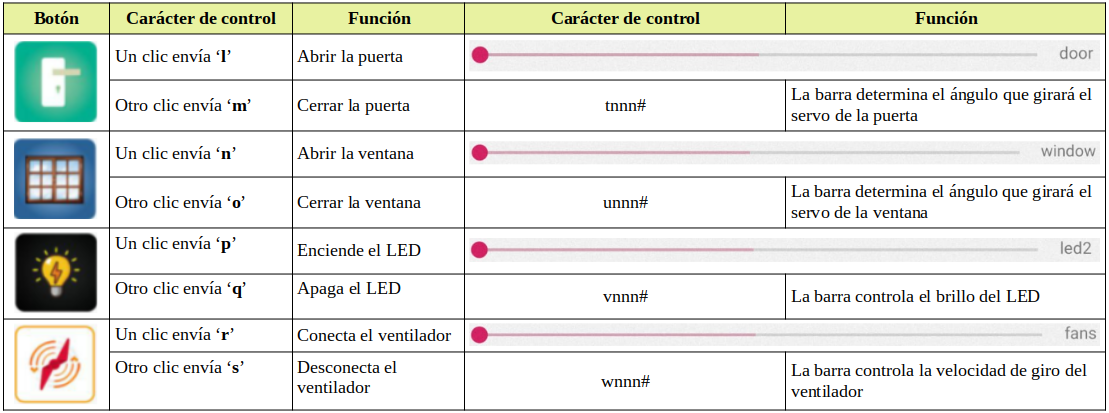 Botón Carácter de control Función Carácter de control Función
Un clic envía ‘l’ Abrir la puerta door
Otro clic envía ‘m’ Cerrar la puerta tnnn# La barra determina el ángulo que girará el
servo de la puerta
Un clic envía ‘n’ Abrir la ventana window
Otro clic envía ‘o’ Cerrar la ventana unnn# La barra determina el ángulo que girará el
servo de la ventana
Un clic envía ‘p’ Enciende el LED led2
Otro clic envía ‘q’ Apaga el LED vnnn# La barra controla el brillo del LED
Un clic envía ‘r’ Conecta el ventilador fans
Otro clic envía ‘s’ Desconecta el
ventilador wnnn# La barra controla la velocidad de giro del
ventilador